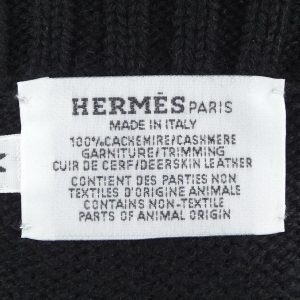 HERMÈS PARIS
MADE IN ITALY
100%CACHEMIRE/CASHMERE
GARNITURE/TRIMMING
CUIR DE CERF/DEERSKIN LEATHER
CONTIENT DES PARTIES NON
TEXTILES D'ORIGINE ANIMALE
CONTAINS NON-TEXTILE
PARTS OF ANIMAL ORIGIN